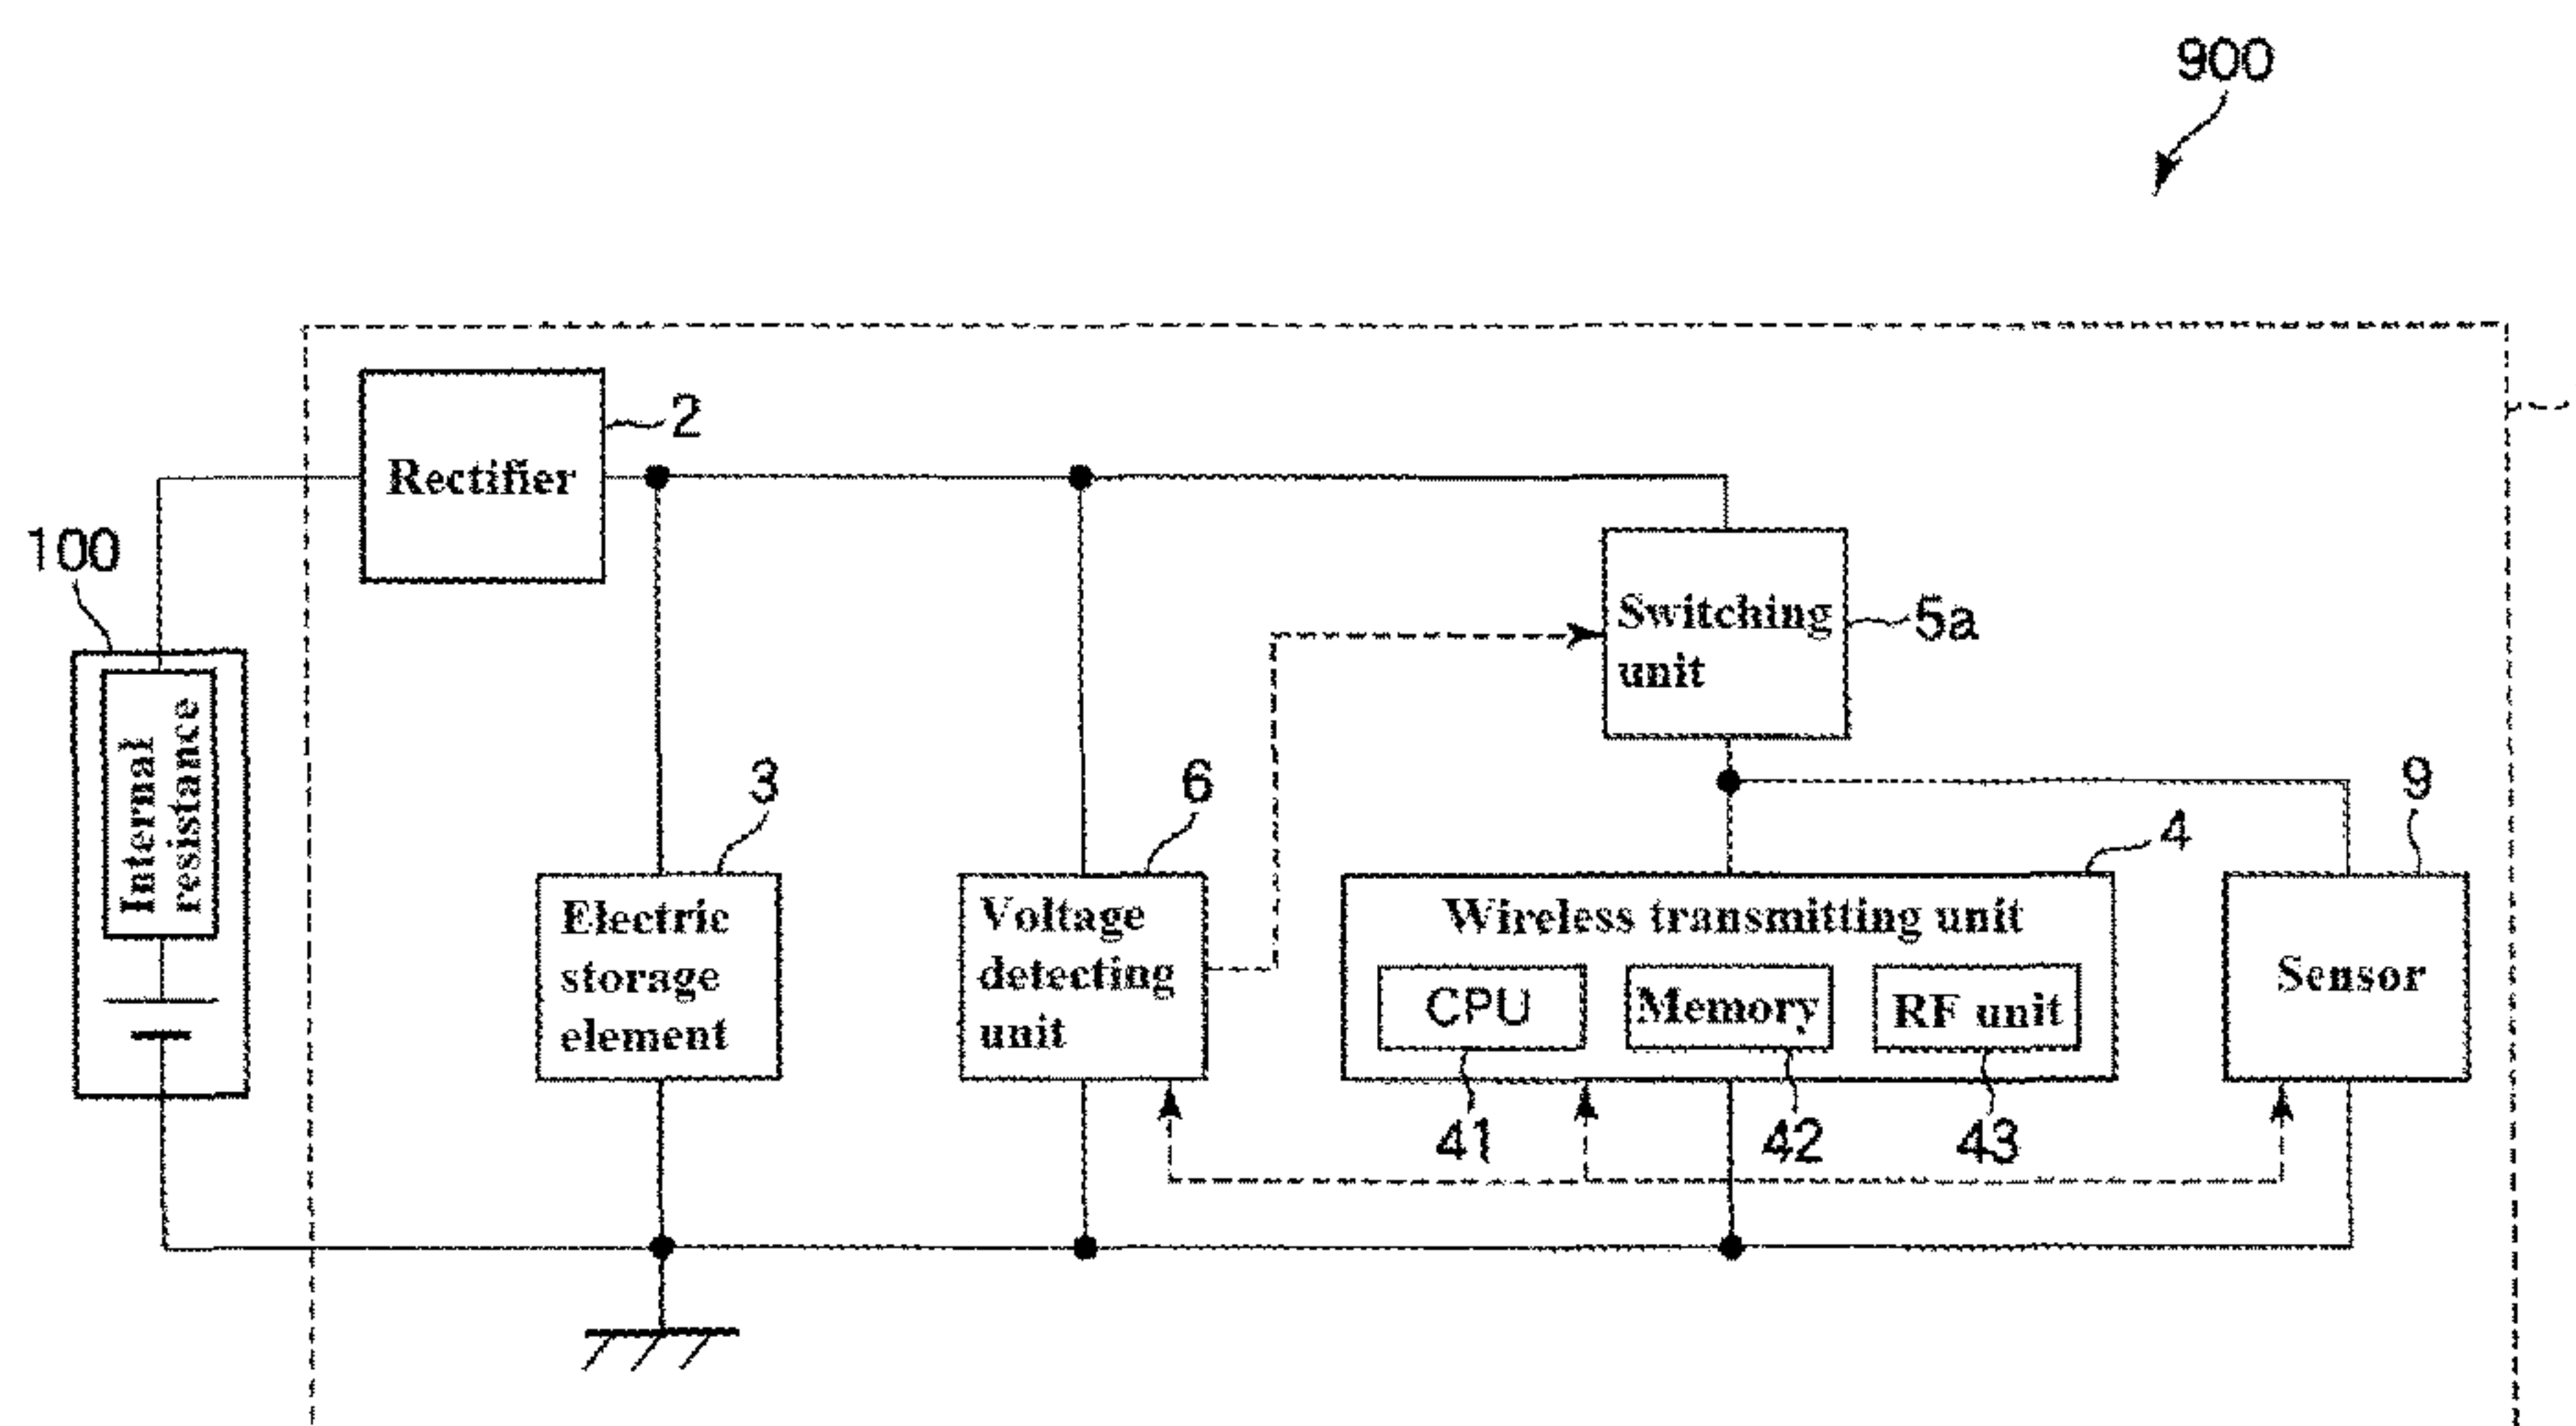 900
2
Rectifier
100
Switching
unit
5a
Internal
resistance
3
6
9
4
Electric
storage
element
Voltage
detecting
unit
Wireless transmitting unit
CPU
Memory
RF unit
Sensor
41
42
43